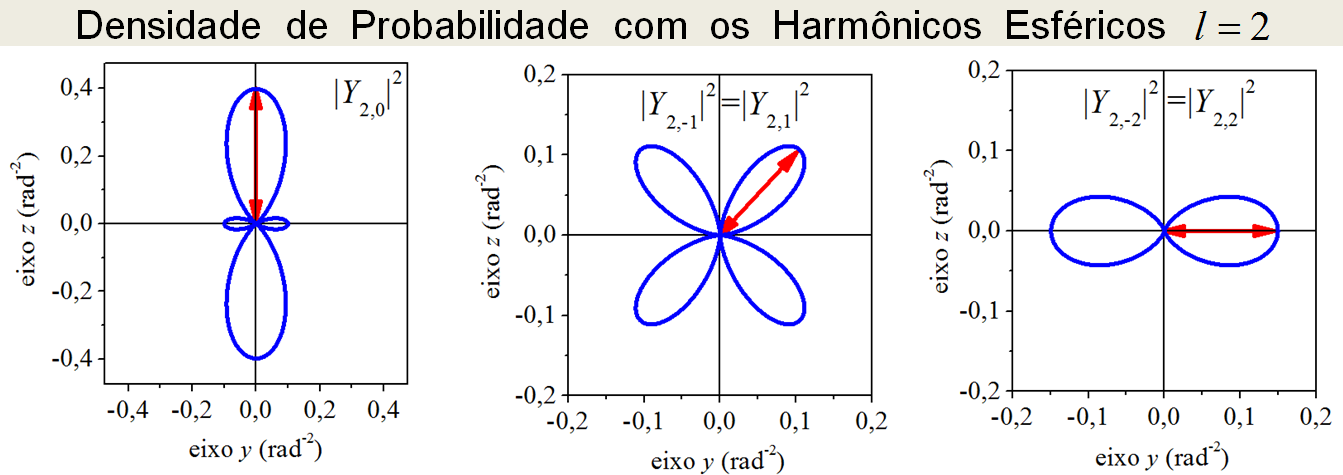 Densidade de Probabilidade com os Harmônicos Esféricos l = 2
|Y2,0|²
0,4
0,2
0,0
-0,2
-0,4
eixo z (rad-2)
-0,4 -0,2 0,0 0,2 0,4
eixo y (rad-2)
|Y2,-1|²=|Y2,1|²
0,2
0,1
0,0
-0,1
-0,2
eixo z (rad-2)
-0,2 -0,1 0,0 0,1 0,2
eixo y (rad-2)
|Y2,-2|²=|Y2,2|²
0,2
0,1
0,0
-0,1
-0,2
eixo z (rad-2)
-0,2 -0,1 0,0 0,1 0,2
eixo y (rad-2)